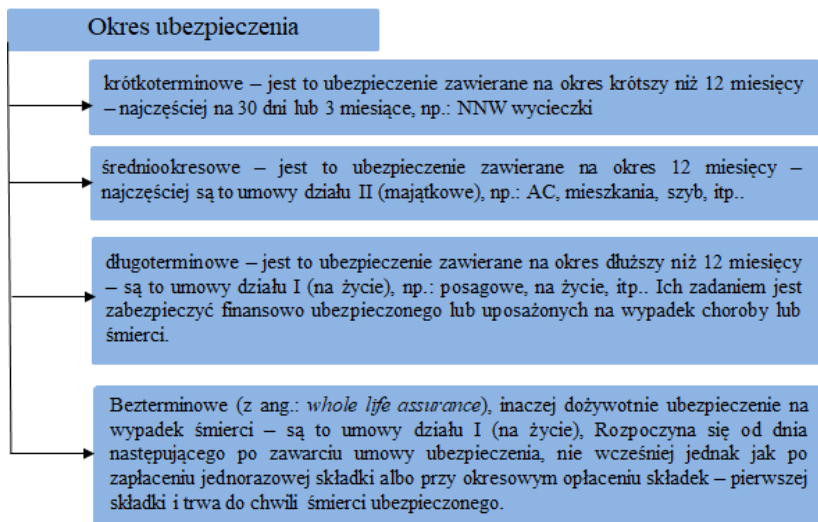 Okres ubezpieczenia
krótkoterminowe – jest to ubezpieczenie zawierane na okres krótszy niż 12 miesięcy
– najczęściej na 30 dni lub 3 miesiące, np.: NNW wycieczki
średniookresowe – jest to ubezpieczenie zawierane na okres 12 miesięcy –
najczęściej są to umowy działu II (majątkowe), np.: AC, mieszkania, szyb, itp..
długoterminowe – jest to ubezpieczenie zawierane na okres dłuższy niż 12 miesięcy
– są to umowy działu I (na życie), np.: posagowe, na życie, itp.. Ich zadaniem jest
zabezpieczyć finansowo ubezpieczonego lub uposażonych na wypadek choroby lub
śmierci.
Bezterminowe (z ang.: whole life assurance), inaczej dożywotnie ubezpieczenie na
wypadek śmierci – są to umowy działu I (na życie), Rozpoczyna się od dnia
następującego po zawarciu umowy ubezpieczenia, nie wcześniej jednak jak po
zapłaceniu jednorazowej składki albo przy okresowym opłaceniu składek – pierwszej
składki i trwa do chwili śmierci ubezpieczonego.